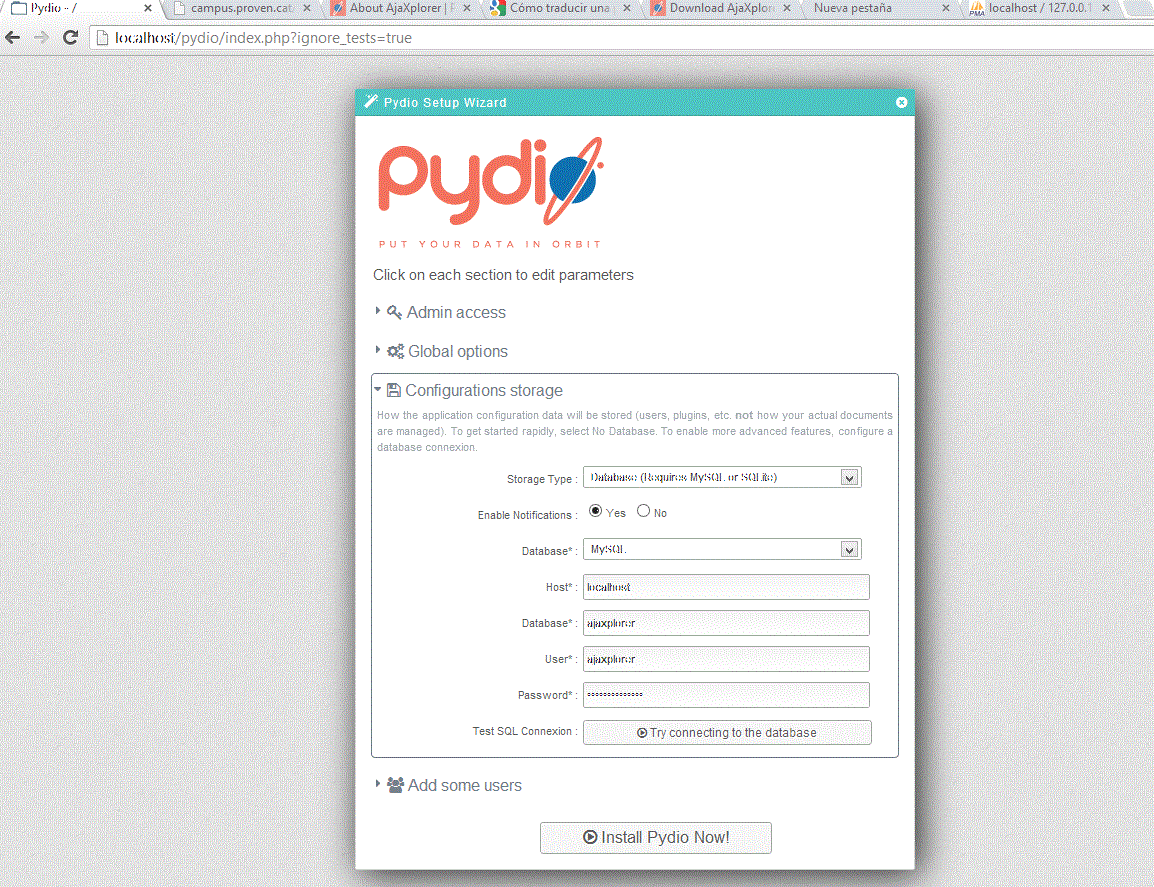 Pydio - /
campus.proven.cat
About AjaXplorer | P
Cómo traducir una
Download AjaXplore
Nueva pestaña
localhost / 127.0.0.1
localhost/pydio/index.php?ignore_tests=true
Pydio Setup Wizard
pydio
PUT YOUR DATA IN ORBIT
Click on each section to edit parameters
Admin access
Global options
Configurations storage
How the application configuration data will be stored (users, plugins, etc. not how your actual documents
are managed). To get started rapidly, select No Database. To enable more advanced features, configure a
database connexion.
Storage Type : Database (Requires MySQL or SQLite)
Enable Notifications : Yes No
Database* : MySQL
Host* : localhost
Database* : ajaxplorer
User* : ajaxplorer
Password* : **************
Test SQL Connexion : Try connecting to the database
Add some users
Install Pydio Now!